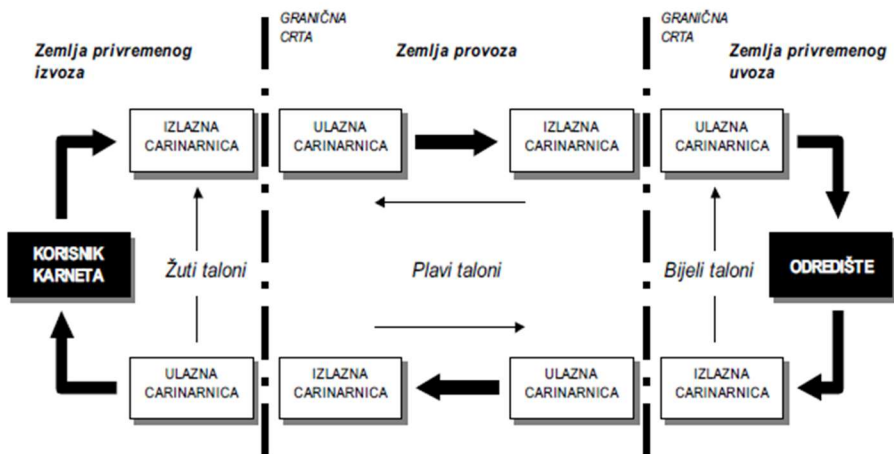 GRANIČNA
CRTA
GRANIČNA
CRTA
Zemlja privremenog
izvoza
Zemlja provoza
Zemlja privremenog
uvoza
IZLAZNA
CARINARNICA
ULAZNA
CARINARNICA
IZLAZNA
CARINARNICA
ULAZNA
CARINARNICA
KORISNIK
KARNETA
Žuti taloni
Plavi taloni
Bijeli taloni
ODREDIŠTE
ULAZNA
CARINARNICA
IZLAZNA
CARINARNICA
ULAZNA
CARINARNICA
IZLAZNA
CARINARNICA